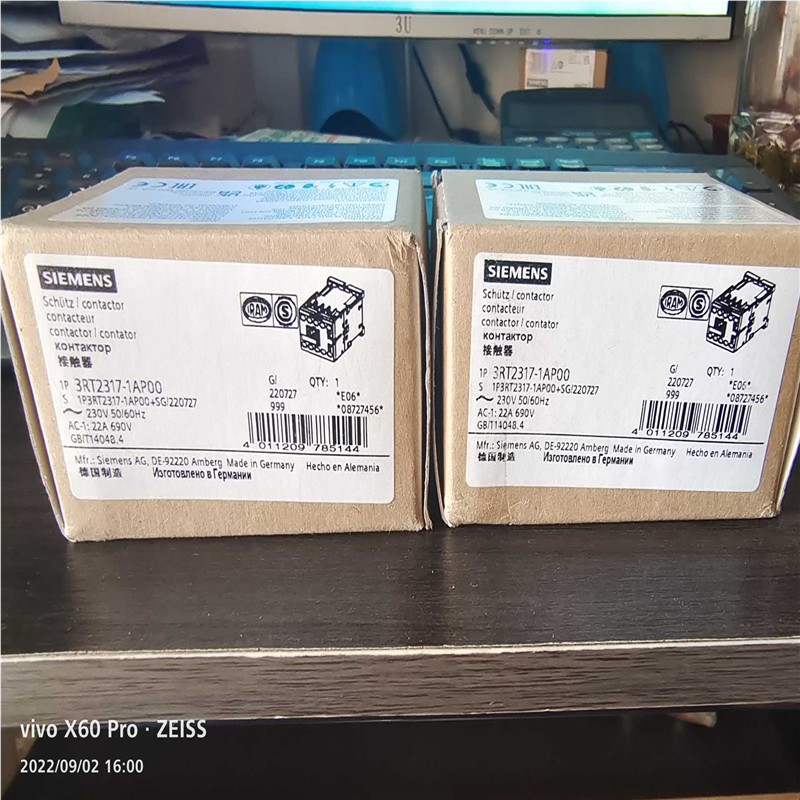 3U
MENU DOWN UP EXIT
SIEMENS
Schütz / contactor
contacteur
contactor / contator
контактор
接触器
IRAM
S
1P 3RT2317-1AP00
S 1P3RT2317-1AP00+SG/220727
230V 50/60Hz
AC-1: 22A 690V
GB/T14048.4
G/
220727
999
QTY: 1
*E06*
*08727456*
4 011209 785144
Mfr.: Siemens AG, DE-92220 Amberg Made in Germany Hecho en Alemania
德国制造 Изготовлено в Германии
SIEMENS
Schütz / contactor
contacteur
contactor / contator
контактор
接触器
IRAM
S
1P 3RT2317-1AP00
S 1P3RT2317-1AP00+SG/220727
230V 50/60Hz
AC-1: 22A 690V
GB/T14048.4
G/
220727
999
QTY: 1
*E06*
*08727456*
4 011209 785144
Mfr.: Siemens AG, DE-92220 Amberg Made in Germany Hecho en Alemania
德国制造 Изготовлено в Германии
vivo X60 Pro · ZEISS
2022/09/02 16:00